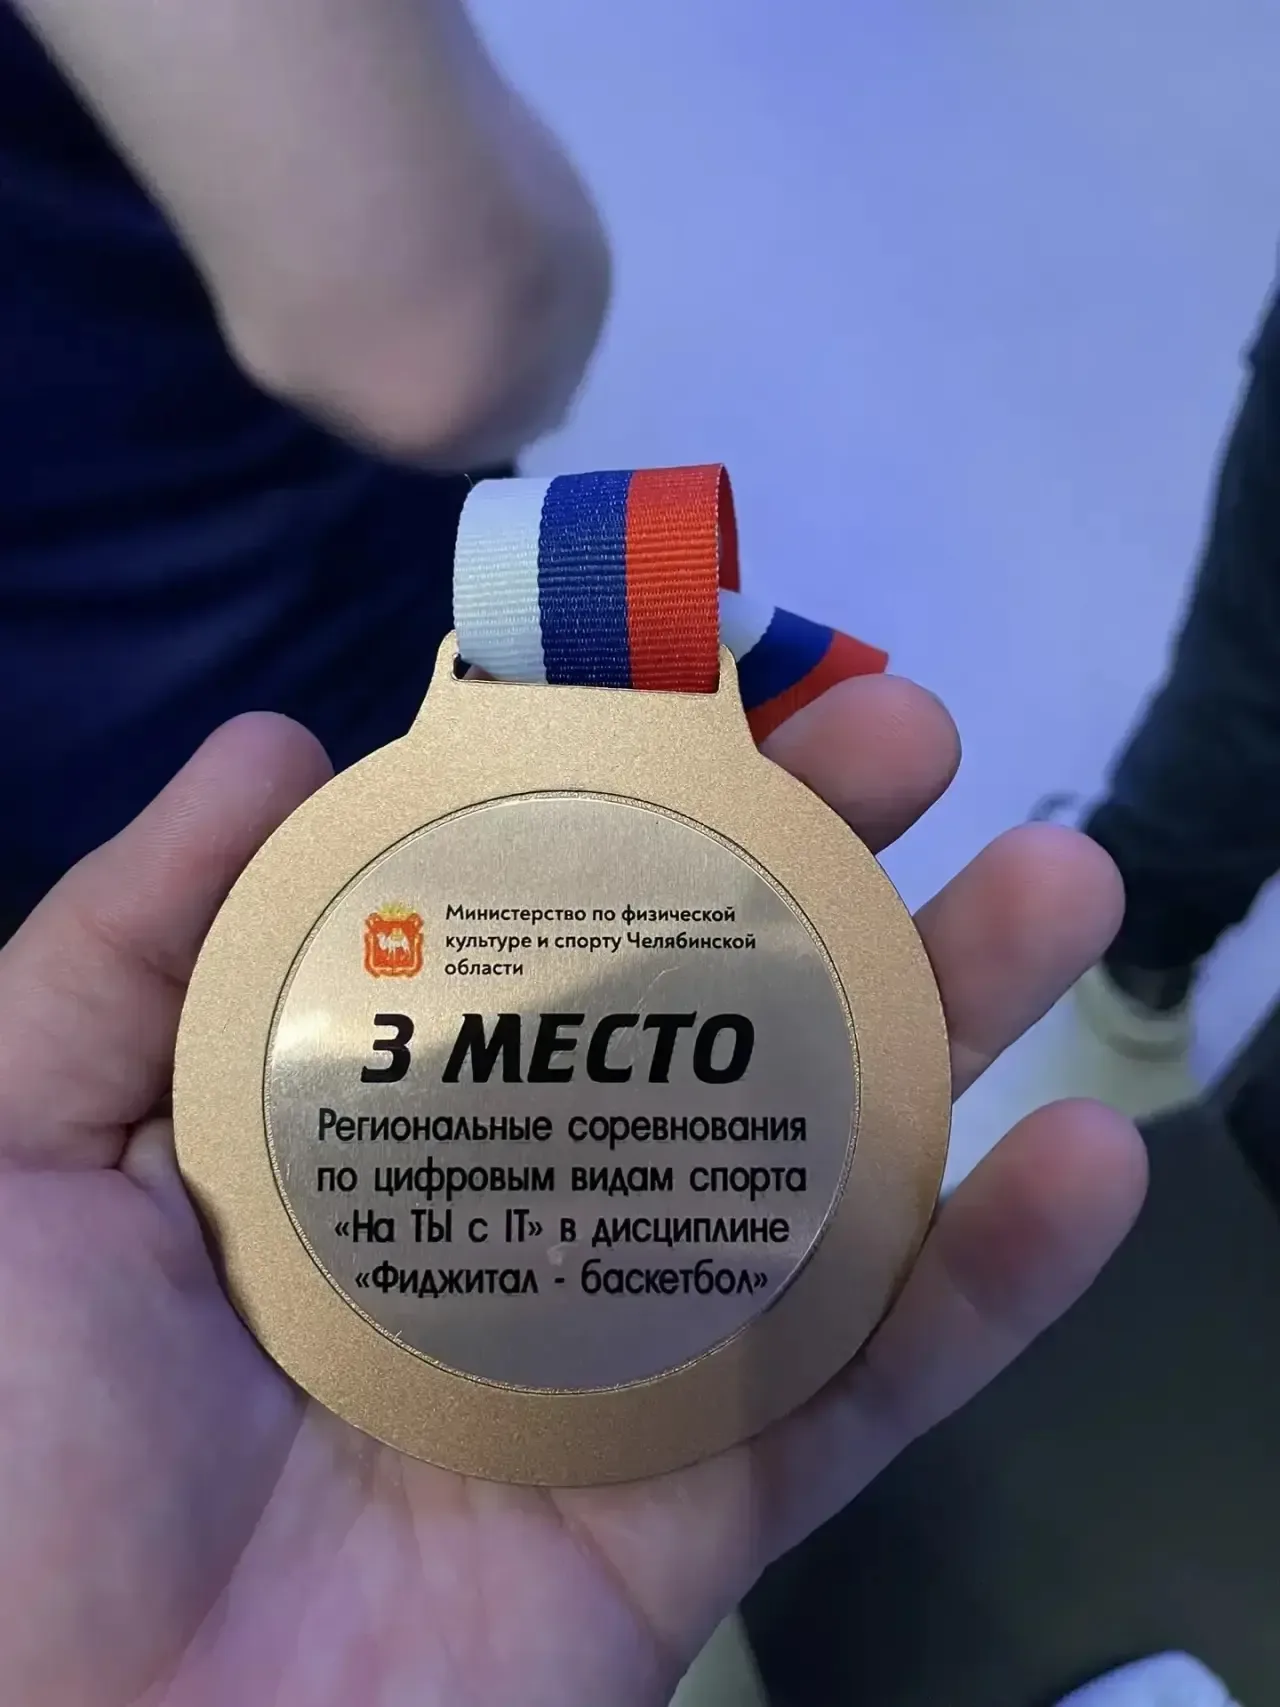 Министерство по физической
культуре и спорту Челябинской
области
3 МЕСТО
Региональные соревнования
по цифровым видам спорта
«На ТЫ с IT» в дисциплине
«Фиджитал - баскетбол»